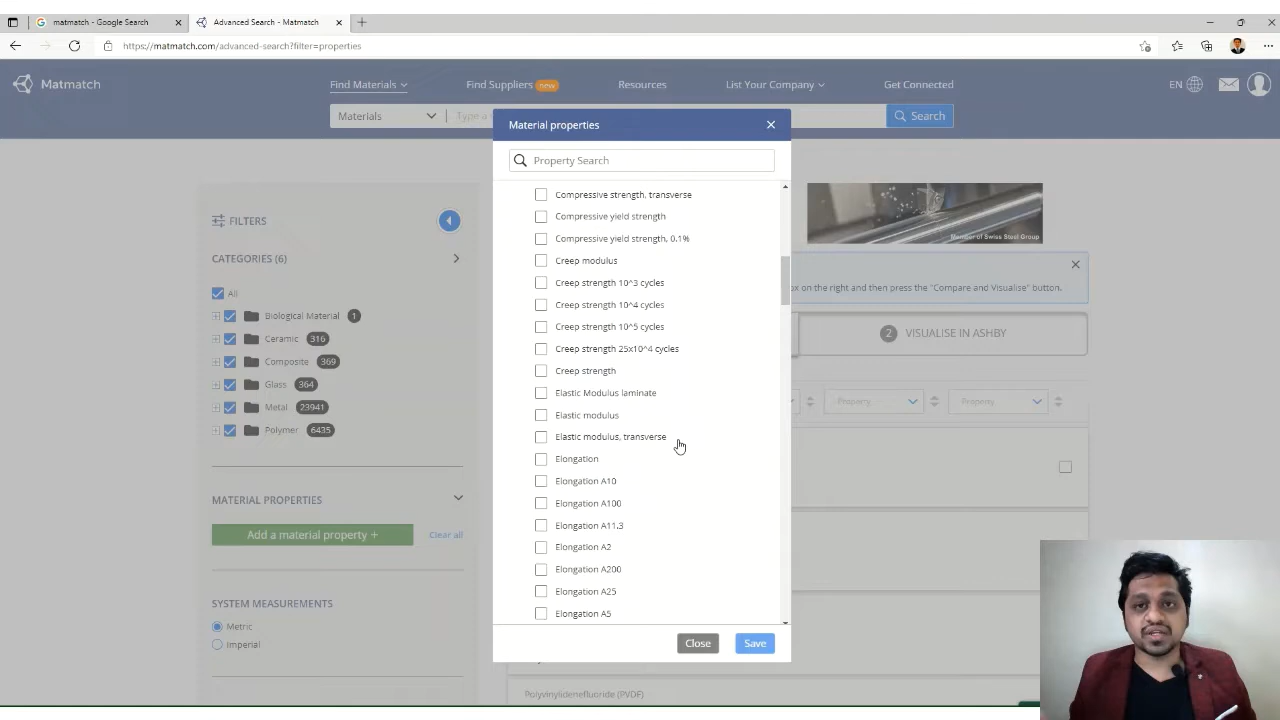 matmatch - Google Search
Advanced Search - Matmatch
https://matmatch.com/advanced-search?filter=properties
Matmatch
Find Materials
Find Suppliers new
Resources
List Your Company
Get Connected
EN
Materials
Type a
Search
Material properties
Property Search
Compressive strength, transverse
Compressive yield strength
Compressive yield strength, 0.1%
Creep modulus
Creep strength 10^3 cycles
Creep strength 10^4 cycles
Creep strength 10^5 cycles
Creep strength 25x10^4 cycles
Creep strength
Elastic Modulus laminate
Elastic modulus
Elastic modulus, transverse
Elongation
Elongation A10
Elongation A100
Elongation A11.3
Elongation A2
Elongation A200
Elongation A25
Elongation A5
Close
Save
FILTERS
CATEGORIES (6)
All
Biological Material 1
Ceramic 316
Composite 369
Glass 364
Metal 23941
Polymer 6435
MATERIAL PROPERTIES
Add a material property +
Clear all
SYSTEM MEASUREMENTS
Metric
Imperial
Member of Swiss Steel Group
box on the right and then press the "Compare and Visualise" button.
2 VISUALISE IN ASHBY
Property
Property
Polyvinylidenefluoride (PVDF)